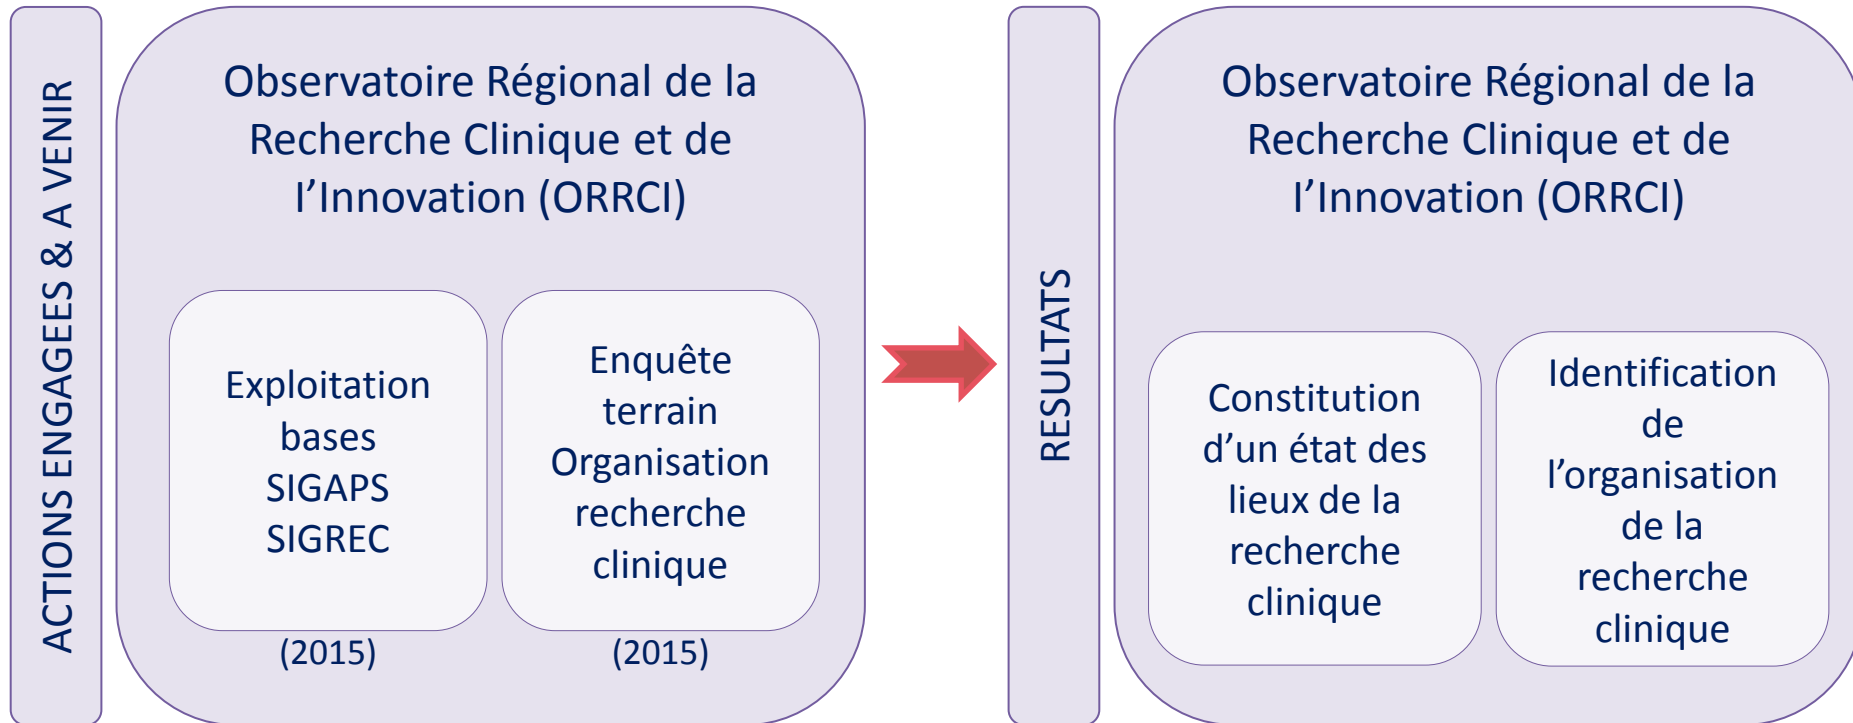 ACTIONS ENGAGEES & A VENIR
Observatoire Régional de la
Recherche Clinique et de
l’Innovation (ORRCI)
Exploitation
bases
SIGAPS
SIGREC
(2015)
Enquête
terrain
Organisation
recherche
clinique
(2015)
RESULTATS
Observatoire Régional de la
Recherche Clinique et de
l’Innovation (ORRCI)
Constitution
d’un état des
lieux de la
recherche
clinique
Identification
de
l’organisation
de la
recherche
clinique